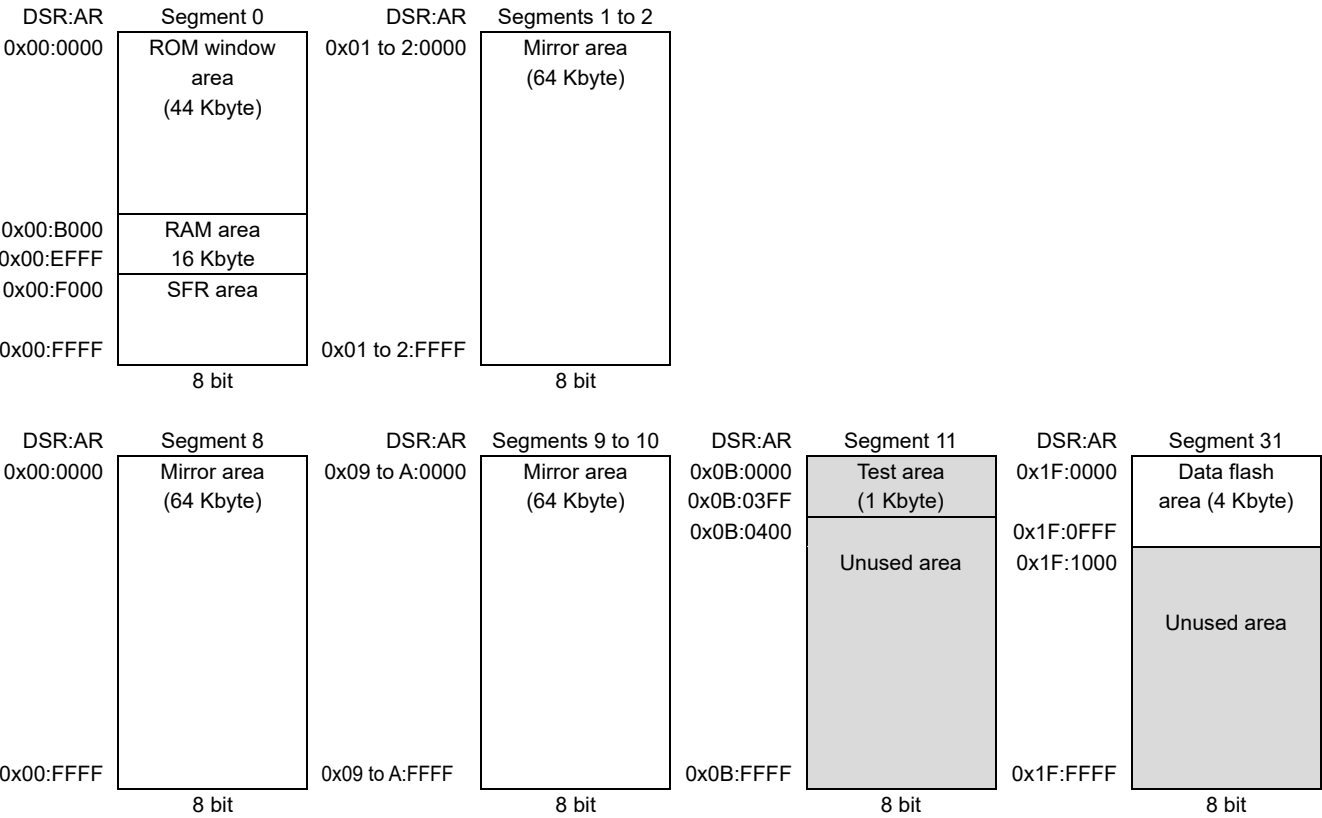 DSR:AR Segment 0 DSR:AR Segments 1 to 2
0x00:0000 ROM window 0x01 to 2:0000 Mirror area
area (64 Kbyte)
(44 Kbyte)
0x00:B000 RAM area
0x00:EFFF 16 Kbyte
0x00:F000 SFR area
0x00:FFFF 0x01 to 2:FFFF
8 bit 8 bit
DSR:AR Segment 8 DSR:AR Segments 9 to 10 DSR:AR Segment 11 DSR:AR Segment 31
0x00:0000 Mirror area 0x09 to A:0000 Mirror area 0x0B:0000 Test area 0x1F:0000 Data flash
(64 Kbyte) (64 Kbyte) 0x0B:03FF (1 Kbyte) area (4 Kbyte)
0x0B:0400 0x1F:0FFF
Unused area 0x1F:1000
Unused area
0x00:FFFF 0x09 to A:FFFF 0x0B:FFFF 0x1F:FFFF
8 bit 8 bit 8 bit 8 bit